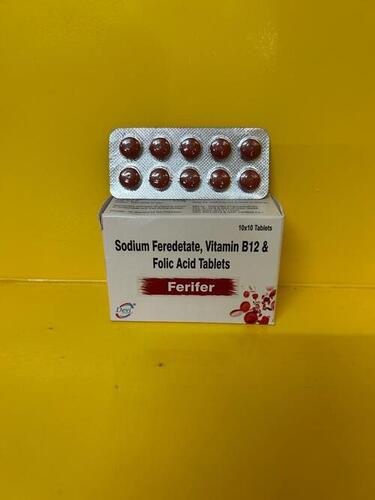 10x10 Tablets
Sodium Feredetate, Vitamin B12 &
Folic Acid Tablets
Ferifer